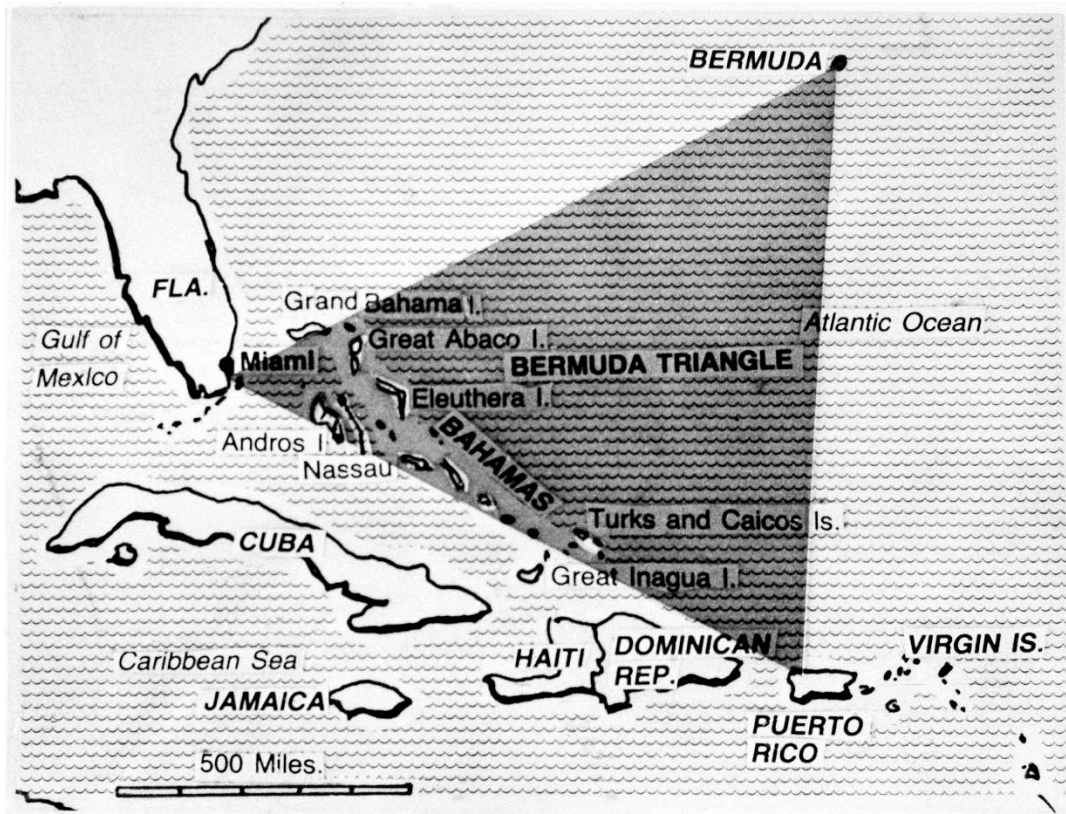 BERMUDA
FLA.
Grand Bahama I.
Atlantic Ocean
Gulf of
Mexico
Miami
Great Abaco I.
BERMUDA TRIANGLE
Eleuthera I.
Andros I
BAHAMAS
Nassau
Turks and Caicos Is.
CUBA
Great Inagua I.
Caribbean Sea
HAITI
DOMINICAN
REP.
VIRGIN IS.
JAMAICA
PUERTO
RICO
500 Miles.